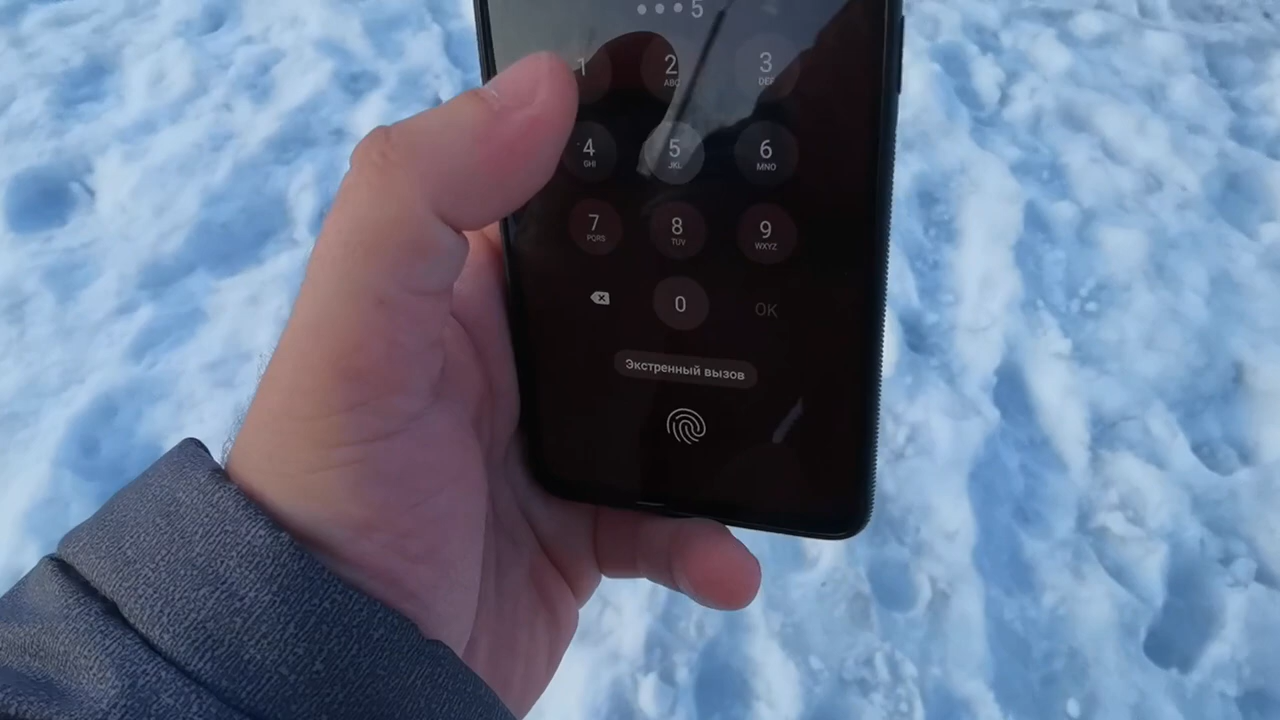 •••5
1 2 3
ABC DEF
4 5 6
GHI JKL MNO
7 8 9
PQRS TUV WXYZ
0 OK
Экстренный вызов